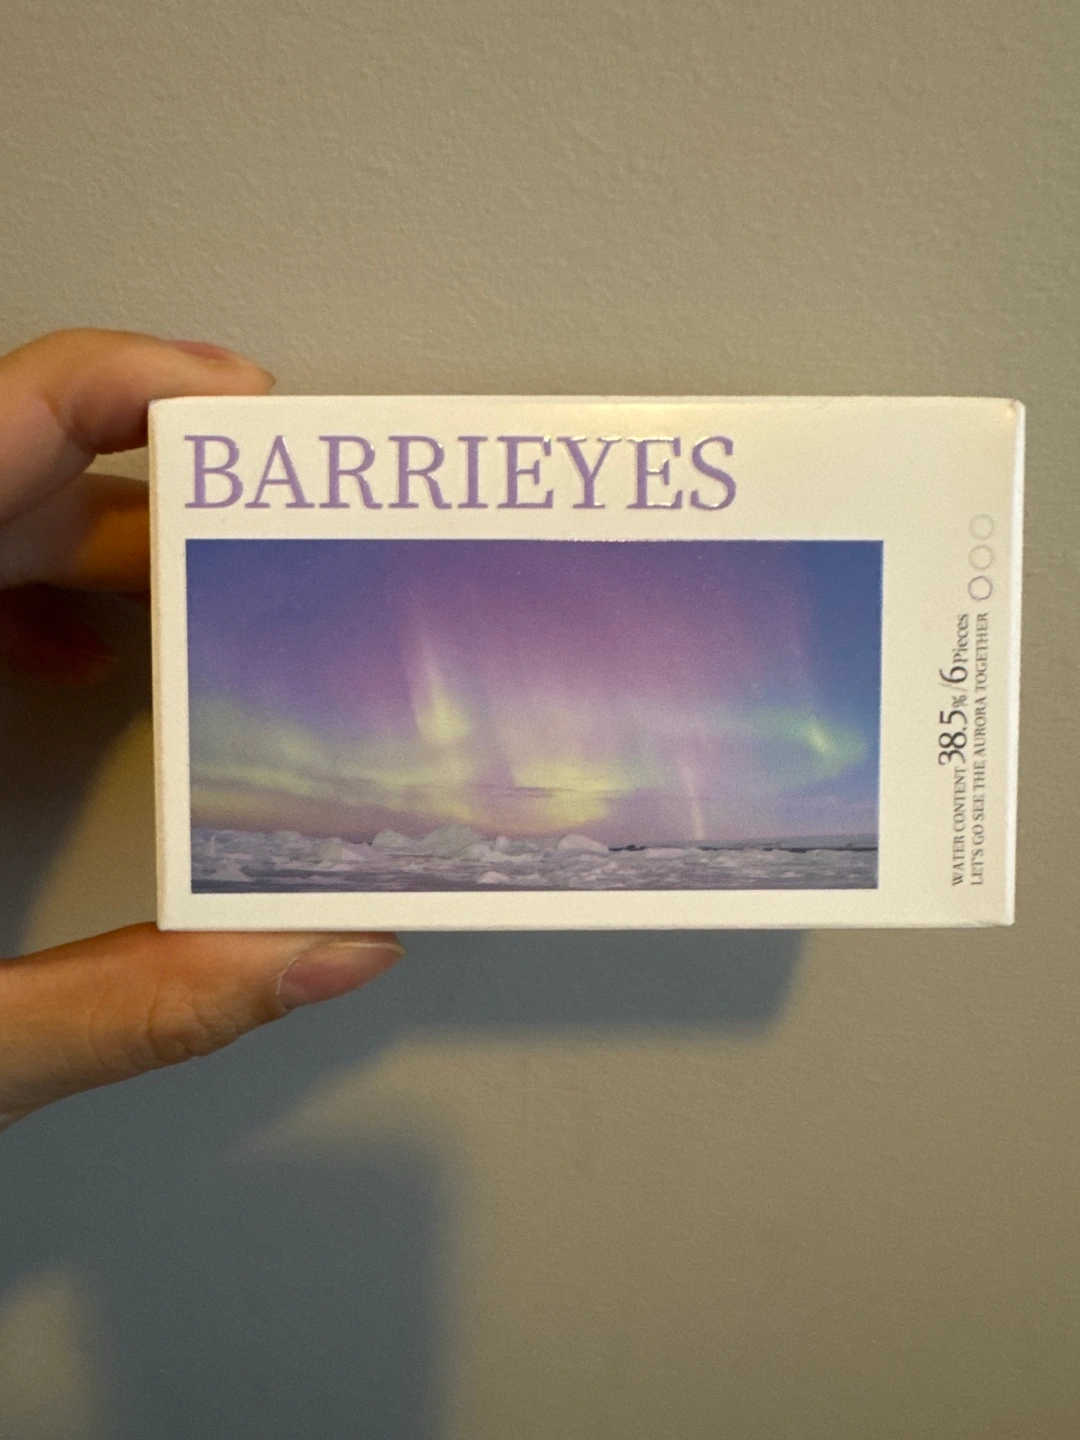 BARRIEYES
WATER CONTENT 38.5%/6Pieces
LET'S GO SEE THE AURORA TOGETHER